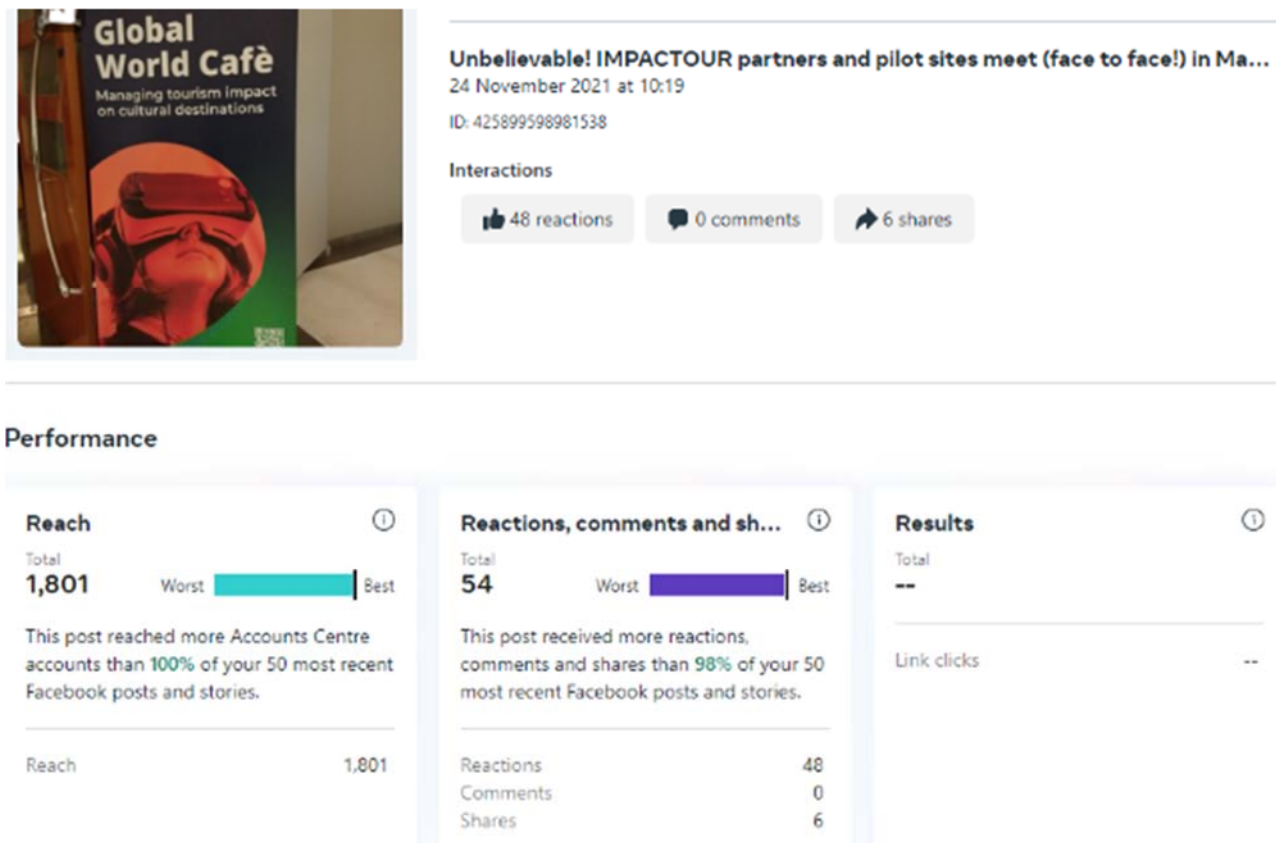 Global
World Cafè
Managing tourism impact
on cultural destinations
Unbelievable! IMPACTOUR partners and pilot sites meet (face to face!) in Ma...
24 November 2021 at 10:19
ID: 425899598981538
Interactions
48 reactions
0 comments
6 shares
Performance
Reach
Total
1,801
Worst
Best
This post reached more Accounts Centre
accounts than 100% of your 50 most recent
Facebook posts and stories.
Reach 1,801
Reactions, comments and sh...
Total
54
Worst
Best
This post received more reactions,
comments and shares than 98% of your 50
most recent Facebook posts and stories.
Reactions 48
Comments 0
Shares 6
Results
Total
--
Link clicks --